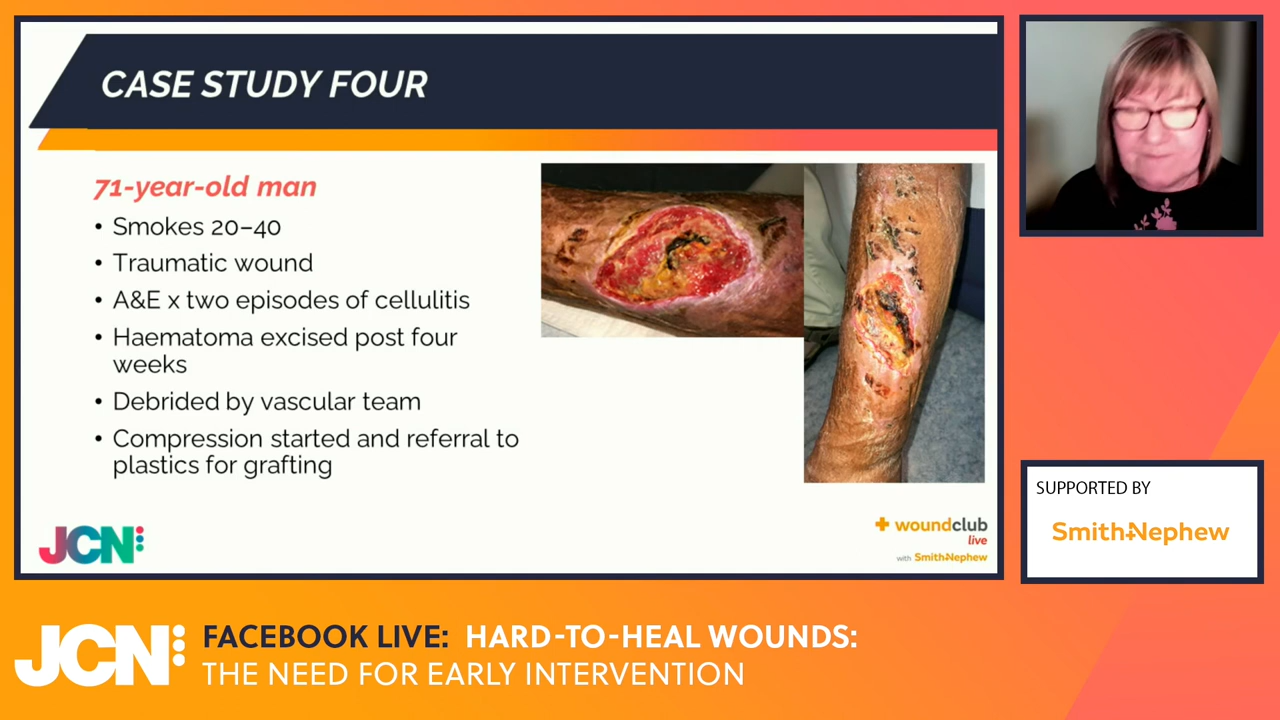 CASE STUDY FOUR
71-year-old man
• Smokes 20–40
• Traumatic wound
• A&E x two episodes of cellulitis
• Haematoma excised post four
weeks
• Debrided by vascular team
• Compression started and referral to
plastics for grafting
JCN
woundclub
live
with Smith+Nephew
SUPPORTED BY
Smith+Nephew
JCN
FACEBOOK LIVE: HARD-TO-HEAL WOUNDS:
THE NEED FOR EARLY INTERVENTION